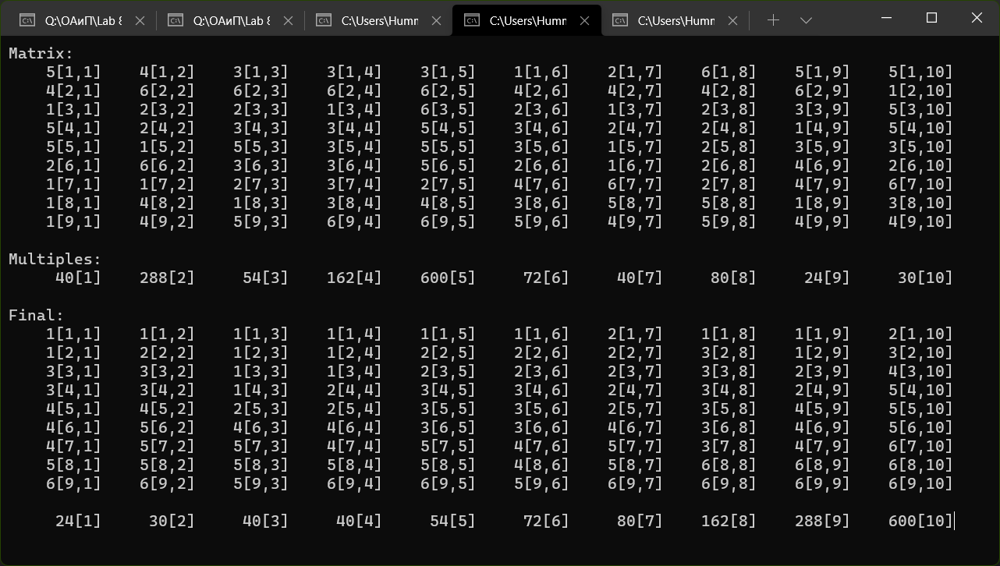 Q:\ОАиП\Lab 8 C:\Users\Humr C:\Users\Humr C:\Users\Humr
Matrix:
5[1,1] 4[1,2] 3[1,3] 3[1,4] 3[1,5] 1[1,6] 2[1,7] 6[1,8] 5[1,9] 5[1,10]
4[2,1] 6[2,2] 6[2,3] 6[2,4] 6[2,5] 4[2,6] 4[2,7] 4[2,8] 6[2,9] 1[2,10]
1[3,1] 2[3,2] 2[3,3] 1[3,4] 6[3,5] 2[3,6] 1[3,7] 2[3,8] 3[3,9] 5[3,10]
5[4,1] 2[4,2] 3[4,3] 3[4,4] 5[4,5] 3[4,6] 2[4,7] 2[4,8] 1[4,9] 5[4,10]
5[5,1] 1[5,2] 5[5,3] 3[5,4] 5[5,5] 3[5,6] 1[5,7] 2[5,8] 3[5,9] 3[5,10]
2[6,1] 6[6,2] 3[6,3] 3[6,4] 5[6,5] 2[6,6] 1[6,7] 2[6,8] 4[6,9] 2[6,10]
1[7,1] 1[7,2] 2[7,3] 3[7,4] 2[7,5] 4[7,6] 6[7,7] 2[7,8] 4[7,9] 6[7,10]
1[8,1] 4[8,2] 1[8,3] 3[8,4] 4[8,5] 3[8,6] 5[8,7] 5[8,8] 1[8,9] 3[8,10]
1[9,1] 4[9,2] 5[9,3] 6[9,4] 6[9,5] 5[9,6] 4[9,7] 5[9,8] 4[9,9] 4[9,10]
Multiples:
40[1] 288[2] 54[3] 162[4] 600[5] 72[6] 40[7] 80[8] 24[9] 30[10]
Final:
1[1,1] 1[1,2] 1[1,3] 1[1,4] 1[1,5] 1[1,6] 2[1,7] 1[1,8] 1[1,9] 2[1,10]
1[2,1] 2[2,2] 1[2,3] 1[2,4] 2[2,5] 2[2,6] 2[2,7] 3[2,8] 1[2,9] 3[2,10]
3[3,1] 3[3,2] 1[3,3] 1[3,4] 2[3,5] 2[3,6] 2[3,7] 3[3,8] 2[3,9] 4[3,10]
3[4,1] 3[4,2] 1[4,3] 2[4,4] 3[4,5] 3[4,6] 2[4,7] 3[4,8] 2[4,9] 5[4,10]
4[5,1] 4[5,2] 2[5,3] 2[5,4] 3[5,5] 3[5,6] 2[5,7] 3[5,8] 4[5,9] 5[5,10]
4[6,1] 5[6,2] 4[6,3] 4[6,4] 3[6,5] 3[6,6] 4[6,7] 3[6,8] 4[6,9] 5[6,10]
4[7,1] 5[7,2] 5[7,3] 4[7,4] 5[7,5] 4[7,6] 5[7,7] 3[7,8] 4[7,9] 6[7,10]
5[8,1] 5[8,2] 5[8,3] 5[8,4] 5[8,5] 4[8,6] 5[8,7] 6[8,8] 6[8,9] 6[8,10]
6[9,1] 6[9,2] 5[9,3] 6[9,4] 6[9,5] 5[9,6] 6[9,7] 6[9,8] 6[9,9] 6[9,10]
24[1] 30[2] 40[3] 40[4] 54[5] 72[6] 80[7] 162[8] 288[9] 600[10]